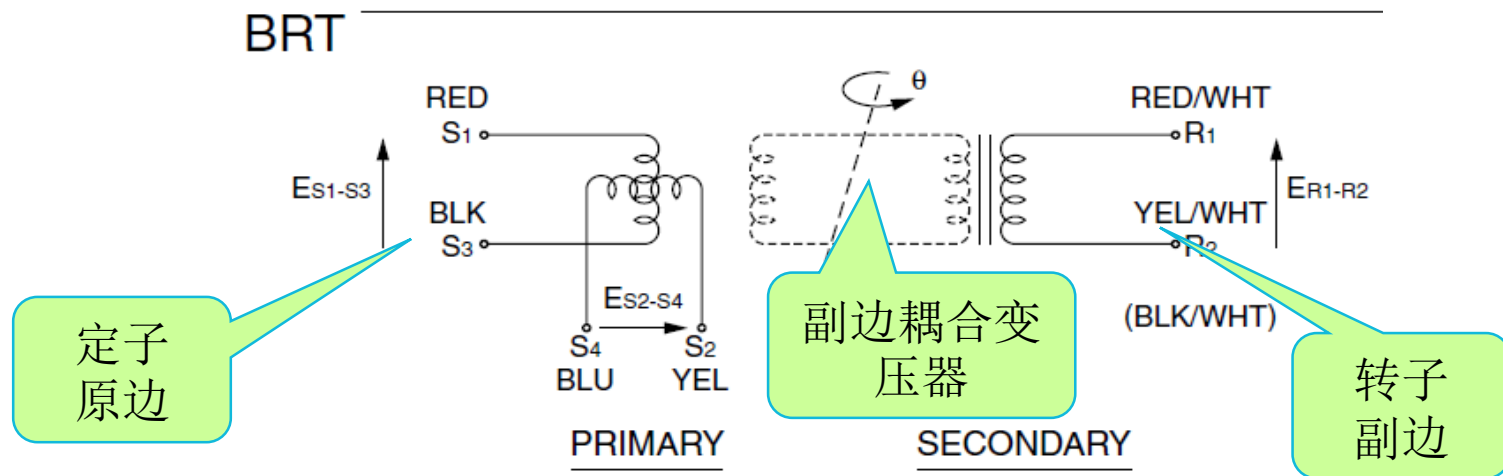 BRT
θ
RED
S1
RED/WHT
R1
ES1-S3
ER1-R2
BLK
S3
YEL/WHT
R2
ES2-S4
(BLK/WHT)
S4
S2
BLU
YEL
定子
原边
副边耦合变
压器
转子
副边
PRIMARY
SECONDARY